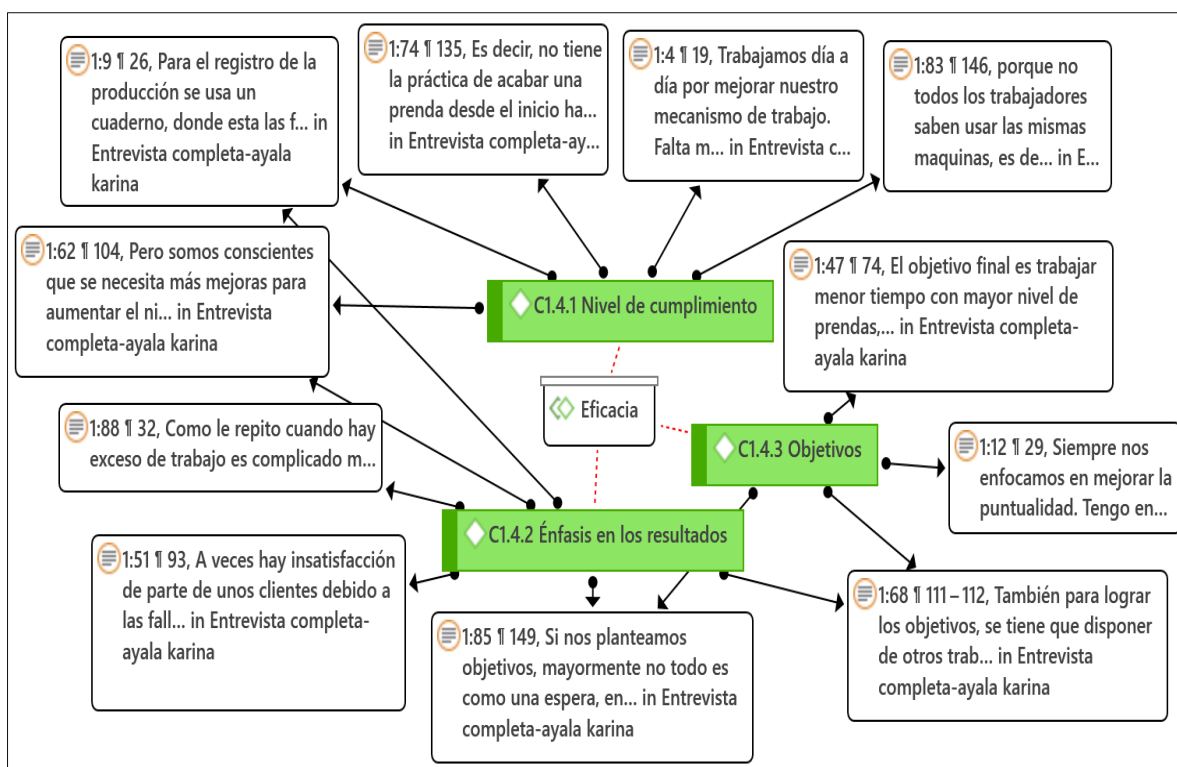 1:9 ¶ 26, Para el registro de la
producción se usa un
cuaderno, donde esta las f... in
Entrevista completa-ayala
karina
1:74 ¶ 135, Es decir, no tiene
la práctica de acabar una
prenda desde el inicio ha...
in Entrevista completa-ay...
1:4 ¶ 19, Trabajamos día a
día por mejorar nuestro
mecanismo de trabajo.
Falta m... in Entrevista c...
1:83 ¶ 146, porque no
todos los trabajadores
saben usar las mismas
maquinas, es de... in E...
1:62 ¶ 104, Pero somos conscientes
que se necesita más mejoras para
aumentar el ni... in Entrevista
completa-ayala karina
C1.4.1 Nivel de cumplimiento
1:47 ¶ 74, El objetivo final es trabajar
menor tiempo con mayor nivel de
prendas,... in Entrevista completa-
ayala karina
Eficacia
1:88 ¶ 32, Como le repito cuando hay
exceso de trabajo es complicado m...
C1.4.3 Objetivos
1:12 ¶ 29, Siempre nos
enfocamos en mejorar la
puntualidad. Tengo en...
C1.4.2 Énfasis en los resultados
1:51 ¶ 93, A veces hay insatisfacción
de parte de unos clientes debido a
las fall... in Entrevista completa-
ayala karina
1:85 ¶ 149, Si nos planteamos
objetivos, mayormente no todo es
como una espera, en... in Entrevista
completa-ayala karina
1:68 ¶ 111 – 112, También para lograr
los objetivos, se tiene que disponer
de otros trab... in Entrevista
completa-ayala karina